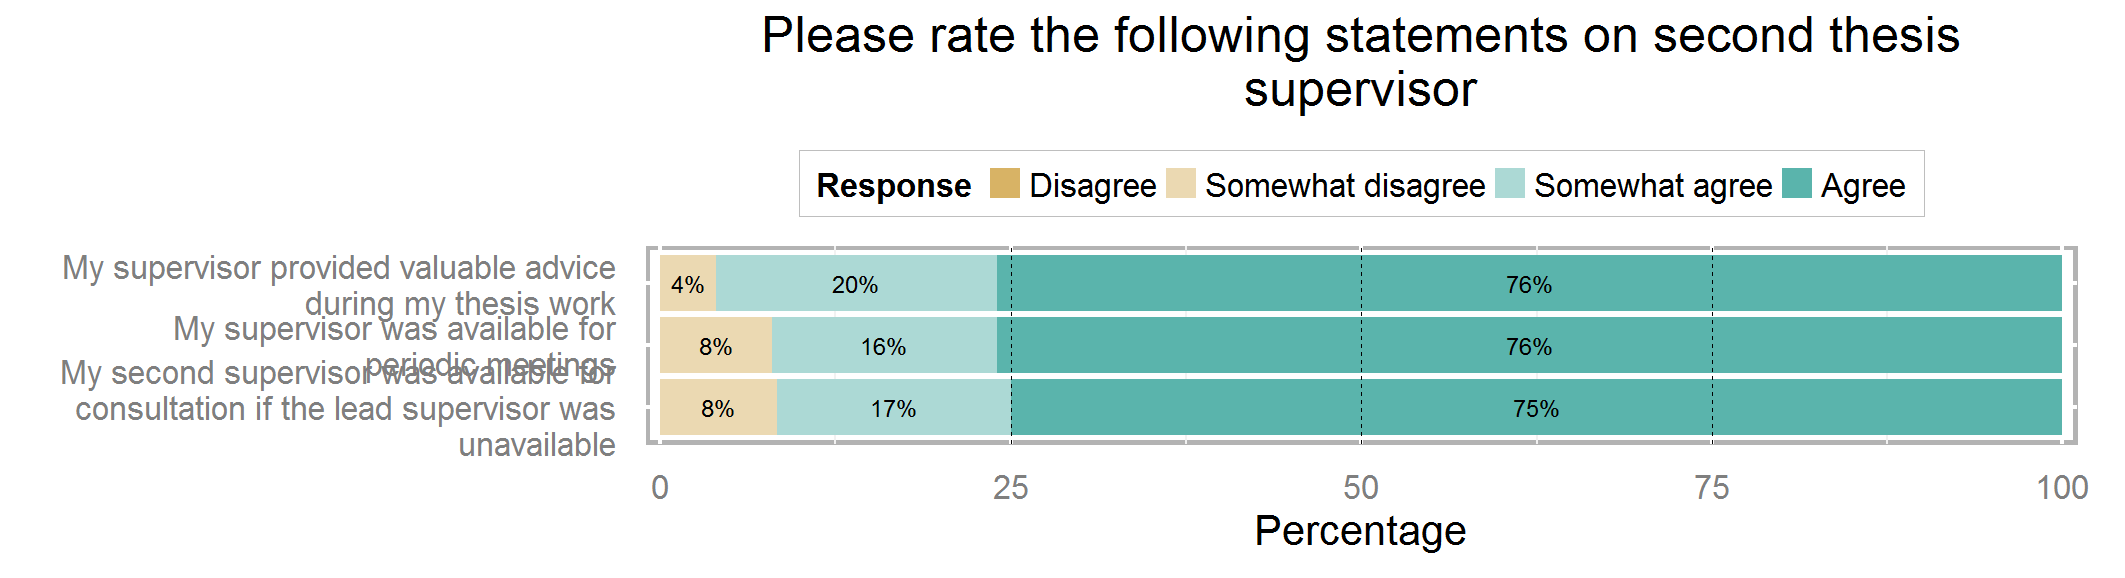 Please rate the following statements on second thesis
supervisor
Response Disagree Somewhat disagree Somewhat agree Agree
My supervisor provided valuable advice
during my thesis work
4% 20% 76%
My supervisor was available for
periodic meetings
8% 16% 76%
My second supervisor was available for
consultation if the lead supervisor was
unavailable
8% 17% 75%
0 25 50 75 100
Percentage